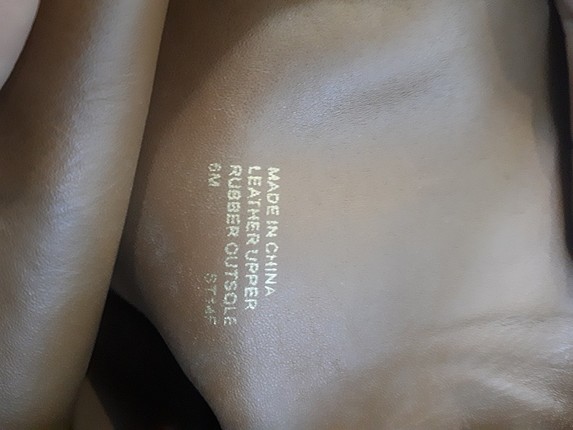 MADE IN CHINA
LEATHER UPPER
RUBBER OUTSOLE
6M